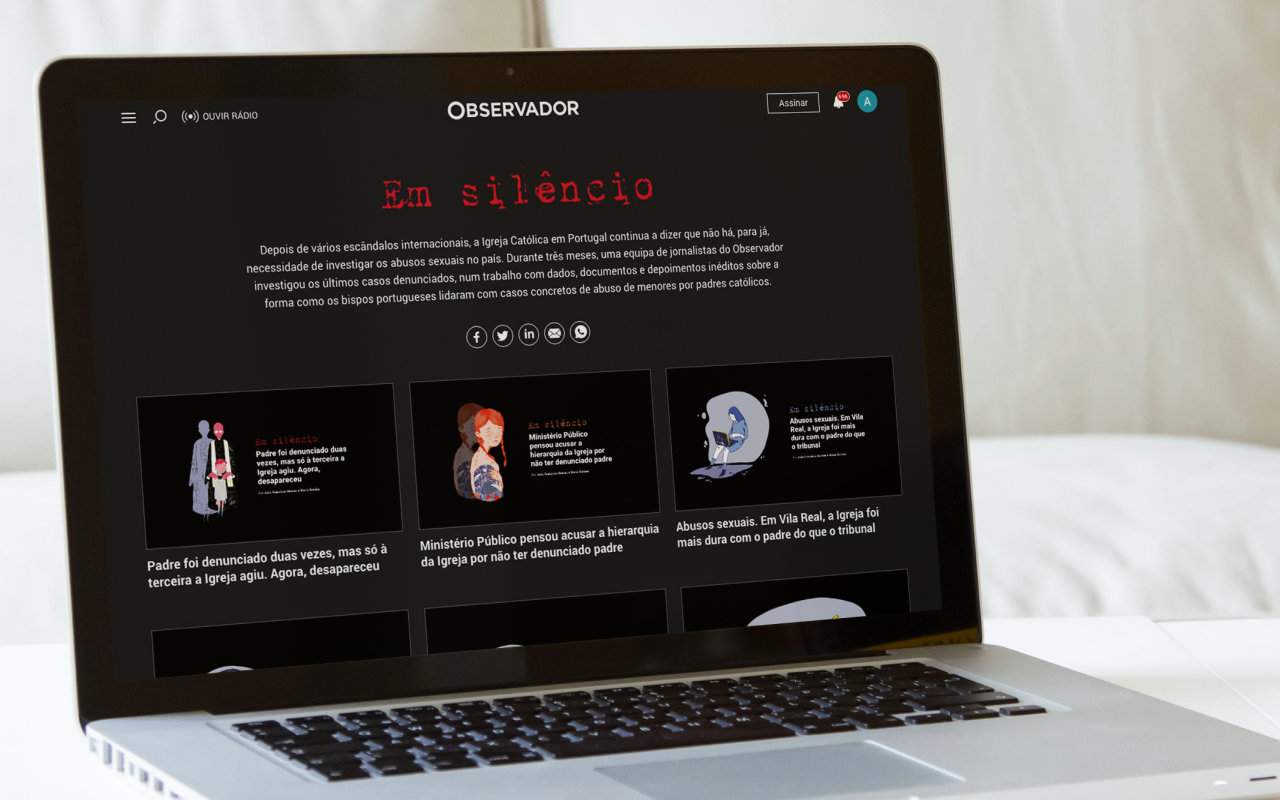 OUVIR RÁDIO
OBSERVADOR
Assinar
A
Em silêncio
Depois de vários escândalos internacionais, a Igreja Católica em Portugal continua a dizer que não há, para já,
necessidade de investigar os abusos sexuais no país. Durante três meses, uma equipa de jornalistas do Observador
investigou os últimos casos denunciados, num trabalho com dados, documentos e depoimentos inéditos sobre a
forma como os bispos portugueses lidaram com casos concretos de abuso de menores por padres católicos.
f
in
Em silêncio
Padre foi denunciado duas
vezes, mas só à terceira a
Igreja agiu. Agora,
desapareceu
Em silêncio
Ministério Público
pensou acusar a
hierarquia da Igreja por
não ter denunciado padre
Em silêncio
Abusos sexuais. Em Vila
Real, a Igreja foi mais
dura com o padre do que
o tribunal
Padre foi denunciado duas vezes, mas só à
terceira a Igreja agiu. Agora, desapareceu
Ministério Público pensou acusar a hierarquia
da Igreja por não ter denunciado padre
Abusos sexuais. Em Vila Real, a Igreja foi
mais dura com o padre do que o tribunal